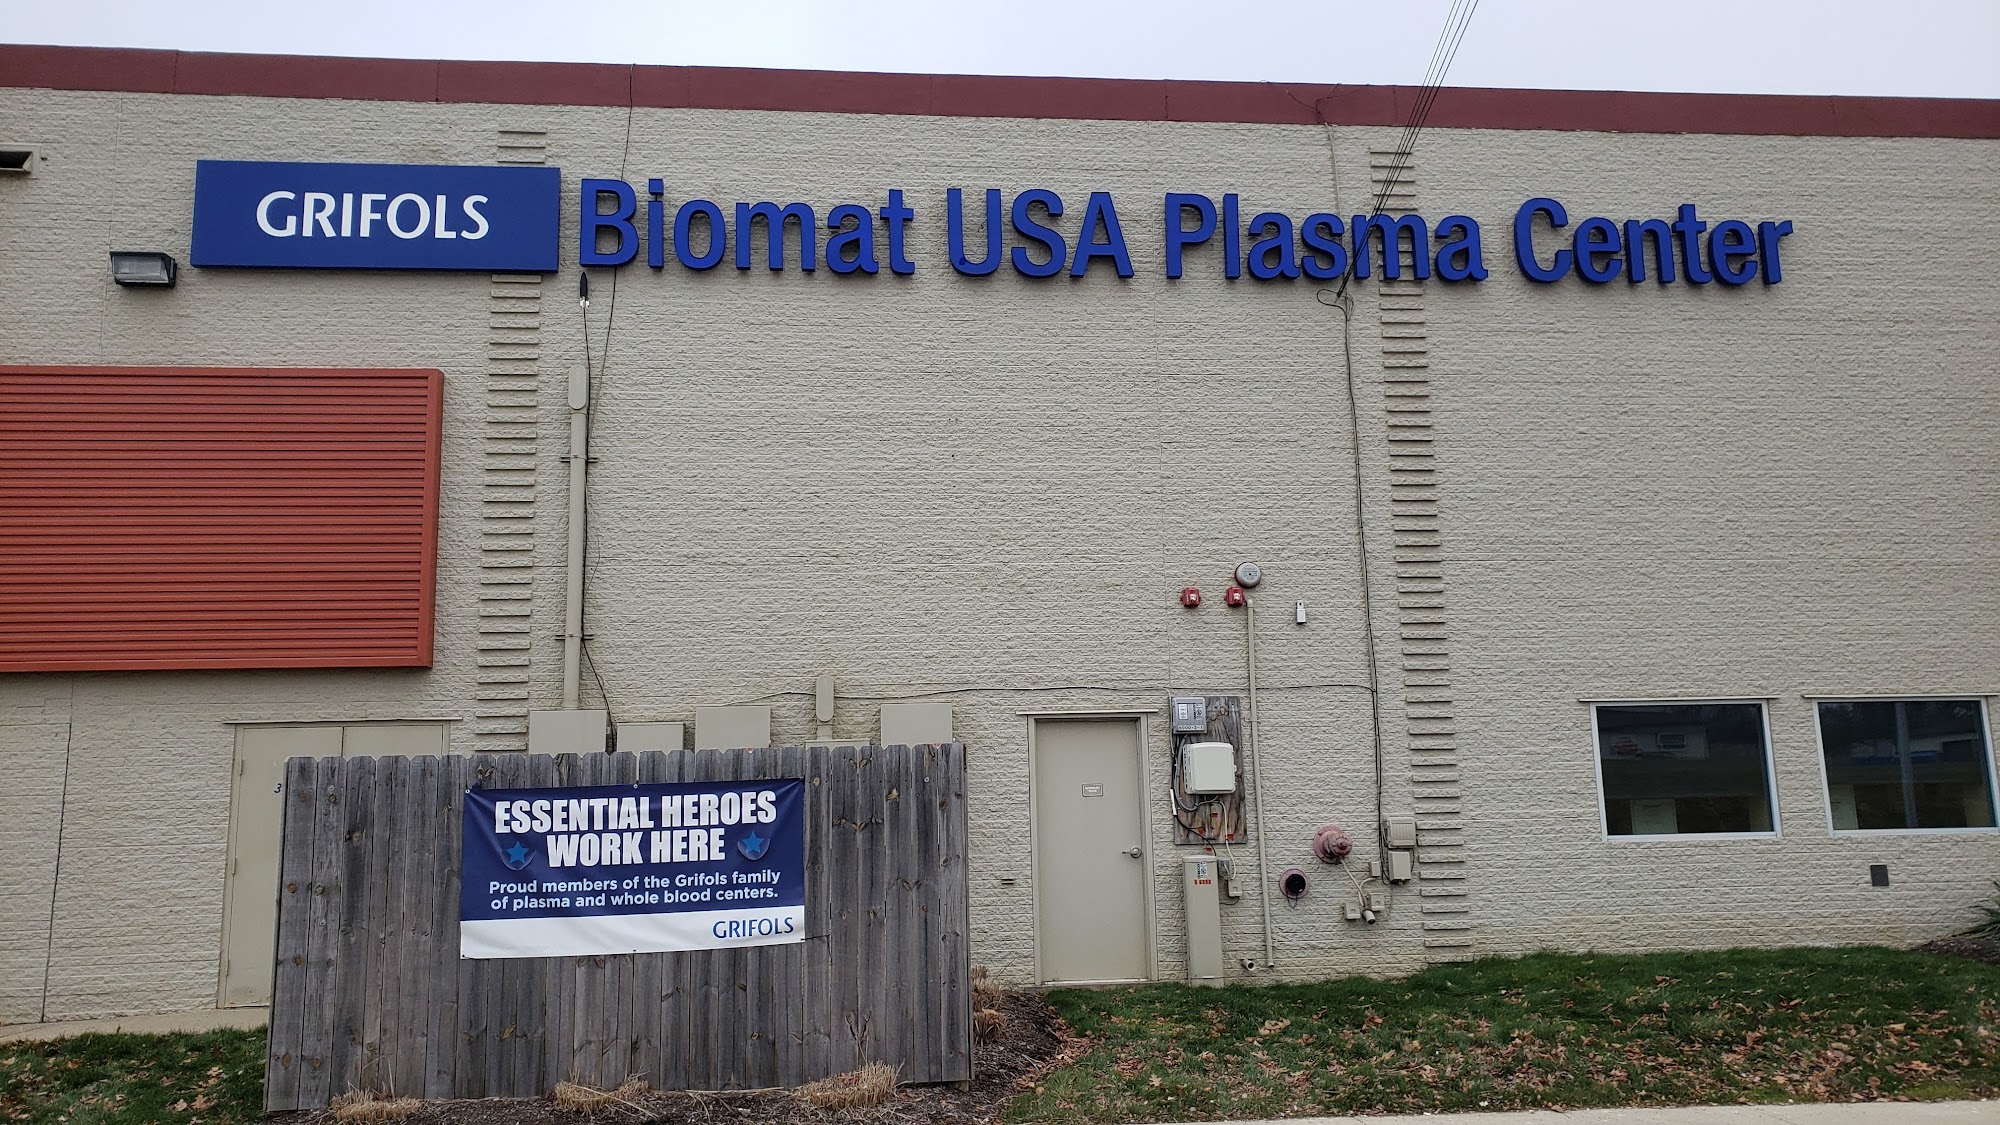 GRIFOLS Biomat USA Plasma Center
3
ESSENTIAL HEROES
WORK HERE
Proud members of the Grifols family
of plasma and whole blood centers.
GRIFOLS